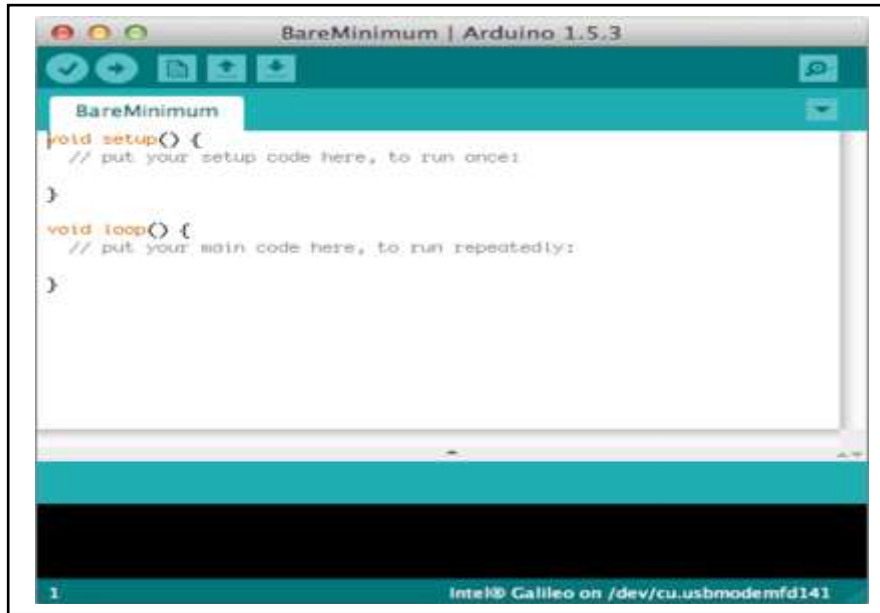 BareMinimum | Arduino 1.5.3
BareMinimum
void setup() {
// put your setup code here, to run once:
}
void loop() {
// put your main code here, to run repeatedly:
}
1
Intel® Galileo on /dev/cu.usbmodemfd141